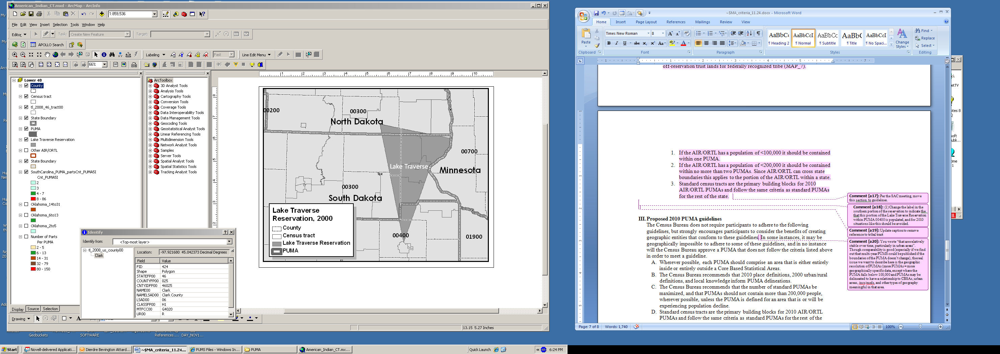 American_Indian_CT.mxd - ArcMap - ArcInfo
1:859,536
File Edit View Insert Selection Tools Window Help
Editor Task: Create New Feature Target:
APOLLO Search
Labeling Fast Line Edit Menu
66%
Lower 48
County
Census tract
tl_2008_46_tract00
State Boundary
PUMA
Lake Traverse Reservation
Other AIR/ORTL
State Boundary
SouthCarolina_PUMA_partsCnt_PUMA5I
Cnt_PUMA5I
2
3
4 - 7
8 - 86
Oklahoma_14to31
Oklahoma_6to13
Oklahoma_2to5
Number of Parts
Per PUMA
2 - 5
6 - 13
14 - 31
32 - 79
80 - 150
Display Source Selection
Drawing
ArcToolbox
3D Analyst Tools
Analysis Tools
Cartography Tools
Conversion Tools
Coverage Tools
Data Interoperability Tools
Data Management Tools
Geocoding Tools
Geostatistical Analyst Tools
Linear Referencing Tools
Multidimension Tools
Network Analyst Tools
Samples
Server Tools
Spatial Analyst Tools
Spatial Statistics Tools
Tracking Analyst Tools
Identify
Identify from: <Top-most layer>
tl_2008_us_county00
Clark
Location: -97.921680 45.042373 Decimal Degrees
Field Value
FID 424
Shape Polygon
STATEFP00 46
COUNTYFP00 025
CNTYIDFP00 46025
NAME00 Clark
NAMELSAD00 Clark County
LSAD00 06
CLASSFP00 H1
MTFCC00 G4020
UR00 R
1 2 3 4 5 6 7 8 9 10
00200
00300
North Dakota
00700
Lake Traverse
Minnesota
Text
00300
South Dakota
00400
01900
Lake Traverse
Reservation, 2000
County
Census tract
Lake Traverse Reservation
PUMA
13.15 5.27 Inches
~$MA_criteria_11.24.docx - Microsoft Word
Home Insert Page Layout References Mailings Review View
Paste
Clipboard
Times New Roman 8
Font
Paragraph
AaBbC AaBbCcI AaBbCc AaBbC AaBbCcI
¶ Heading 2 ¶ Normal ¶ Subtitle ¶ Title ¶ No Spaci...
Change
Styles
Styles
Find
Replace
Select
Editing
off-reservation trust lands for federally recognized tribe (MAP_7).
1. If the AIR/ORTL has a population of <100,000 it should be contained
within one PUMA.
2. If the AIR/ORTL has a population of <200,000 it should be contained
within no more than two PUMAs. Since AIR/ORTL can cross state
boundaries this applies to the portion of the AIR/ORTL within a state.
3. Standard census tracts are the primary building blocks for 2010
AIR/ORTL PUMAs and follow the same criteria as standard PUMAs
for the rest of the state.
III. Proposed 2010 PUMA guidelines
The Census Bureau does not require participants to adhere to the following
guidelines, but strongly encourages participants to consider the benefits of creating
geographic entities that conform to these guidelines. In some instances, it may be
geographically impossible to adhere to some of these guidelines, and in no instance
will the Census Bureau approve a PUMA that does not follow the criteria listed above
in order to meet a guideline.
A. Wherever possible, each PUMA should comprise an area that is either entirely
inside or entirely outside a Core Based Statistical Areas.
B. The Census Bureau recommends that 2010 place definitions, 2000 urban/rural
definitions, and local knowledge inform PUMA delineations.
C. The Census Bureau recommends that the number of standard PUMAs be
maximized, and that PUMAs should not contain more than 200,000 people,
wherever possible, unless the PUMA is defined for an area that is or will be
experiencing population decline.
D. Standard census tracts are the primary building blocks for 2010 AIR/ORTL
PUMAs and follow the same criteria as standard PUMAs for the rest of the
Comment [a17]: Per the SAC meeting, move
this section to guidelines.
Comment [a18]: (1) Change the label in the
southern portion of the reservation to indicate the
that this portion of the Lake Traverse Reservation
within PUMA 00400 is populated, and for 2010
situations like this should be avoided.
Comment [a19]: Update caption to remove
reference to tribal tract
Comment [a20]: You wrote "that are relatively
stable over time, particularly in urban areas".
Though comparability is good (especially if we find
out that multi-year PUMS could be published if the
boundaries of the PUMA doesn't change), the real
issue we want to describe here is the geographic
resolution of PUMAs (more PUMAs = more
geographically specific data, except where the
PUMA falls below 100,000 and PUMAs may be
delineated to have a relationship to CBSAs, urban
areas, incs/mcds, and other types of geography
meaningful in that area.
Page: 7 of 8 Words: 1,740 100%
Geobuckets
SOFTWARE
References....
DAY_NOV1...
Start Novell-delivered Applicati... Dierdre Bevington Attard... ~$MA_criteria_11.24.... PUMS Files - Windows In... PUMA American_Indian_CT.mx... Quick Launch 6:24 PM